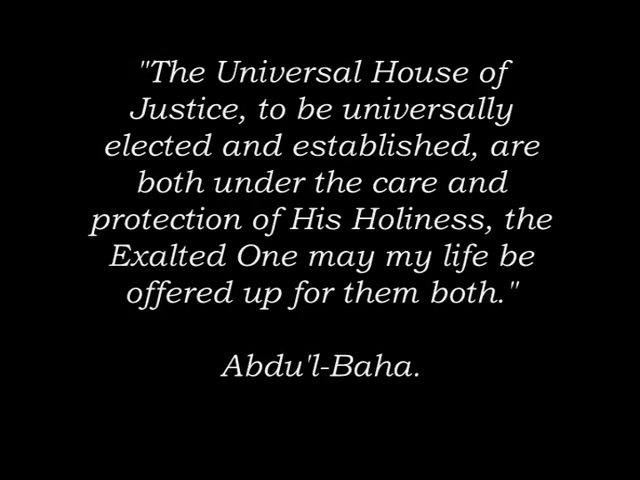 "The Universal House of
Justice, to be universally
elected and established, are
both under the care and
protection of His Holiness, the
Exalted One may my life be
offered up for them both."
Abdu'l-Baha.